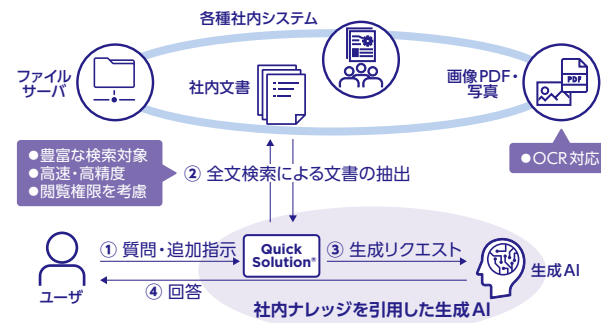 各種社内システム
ファイル
サーバ
社内文書
画像PDF・
写真
PDF
●豊富な検索対象
●高速・高精度
●閲覧権限を考慮
② 全文検索による文書の抽出
●OCR対応
① 質問・追加指示
Quick
Solution®
③ 生成リクエスト
生成AI
ユーザ
④ 回答
社内ナレッジを引用した生成AI